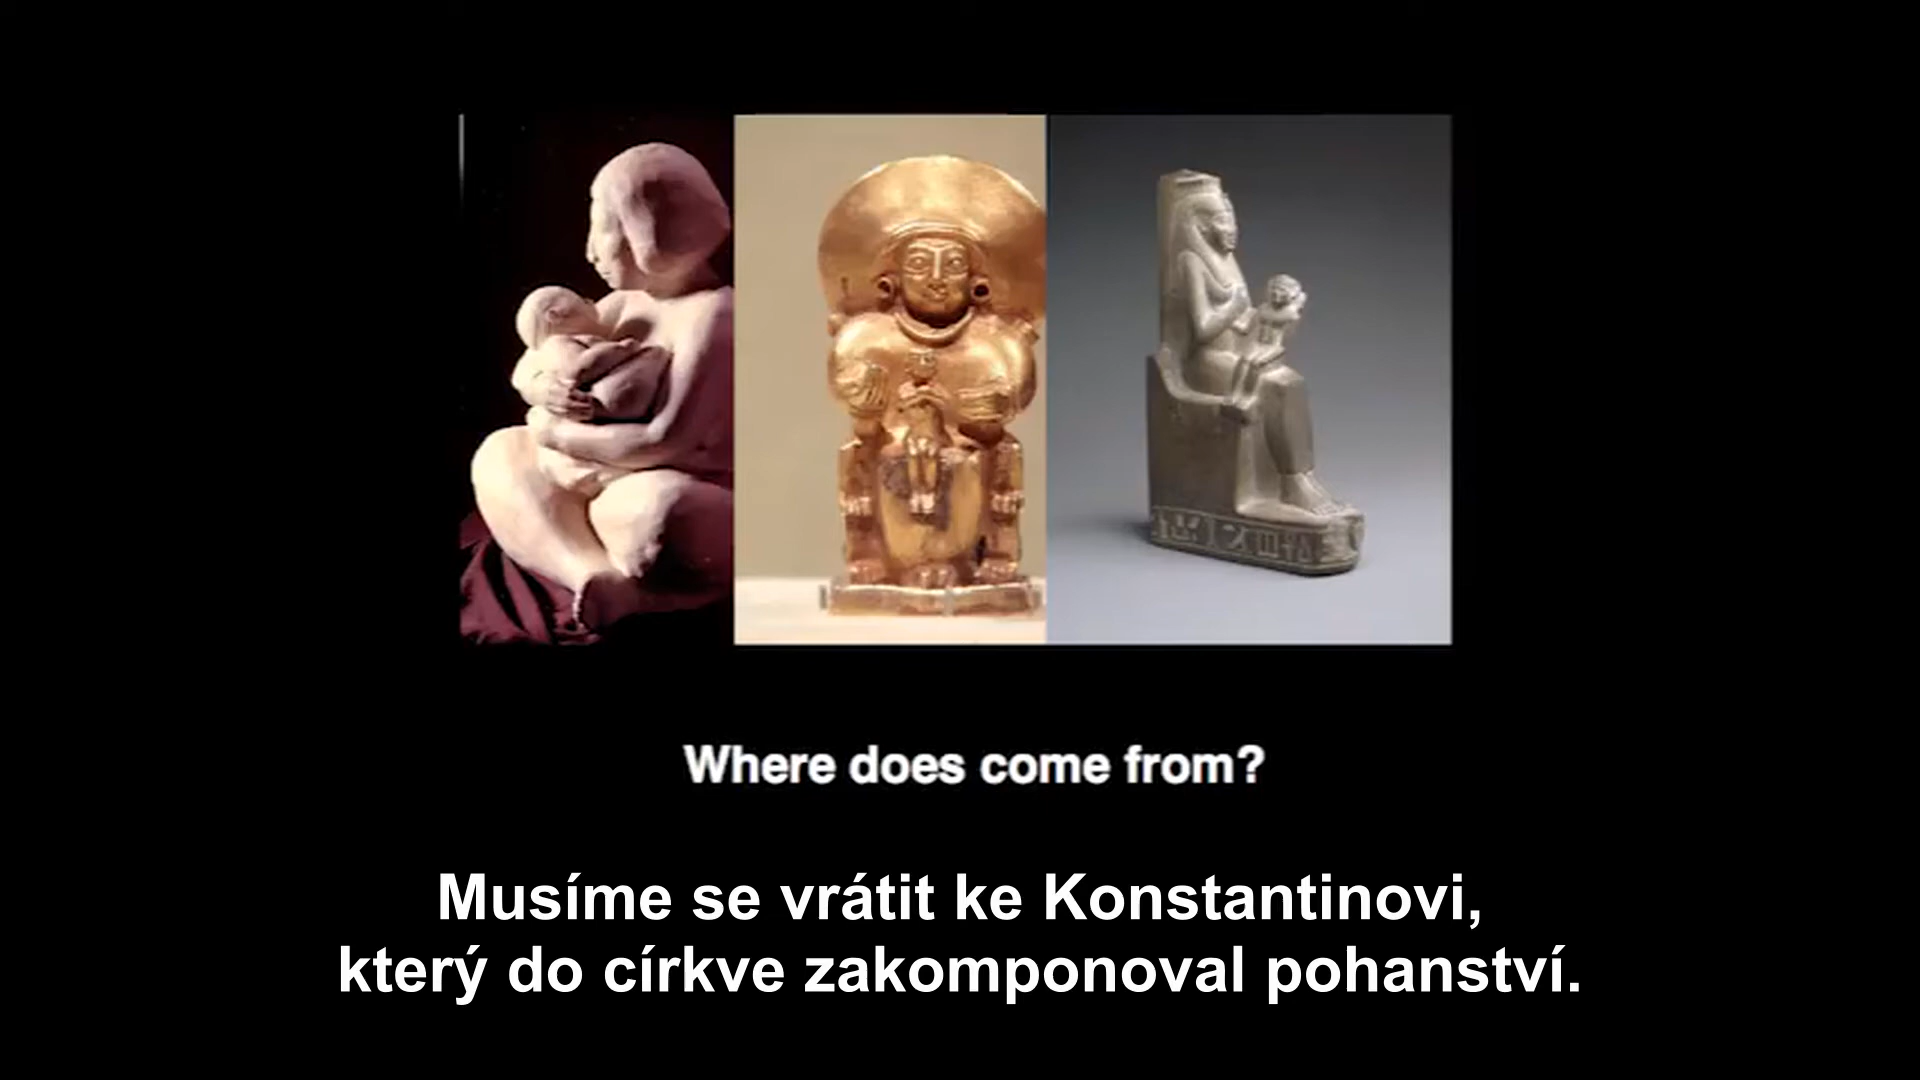 Where does come from?
Musíme se vrátit ke Konstantinovi,
který do církve zakomponoval pohanství.